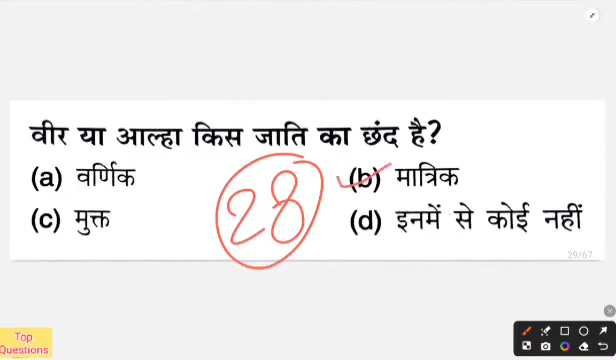 वीर या आल्हा किस जाति का छंद है?
(a) वर्णिक (b) मात्रिक
(c) मुक्त (d) इनमें से कोई नहीं
28
29/67
Top
Questions